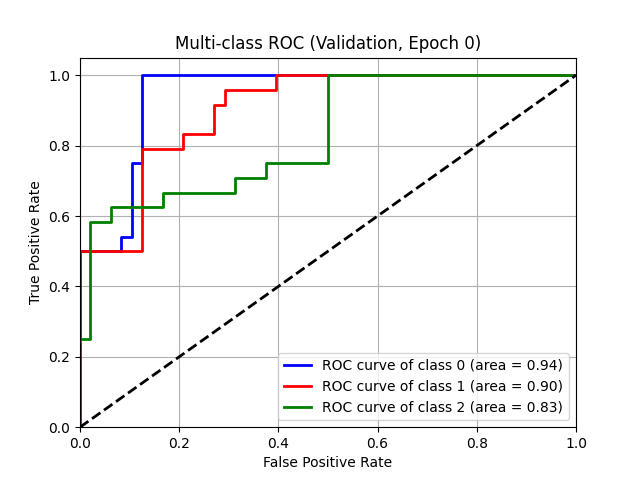 Multi-class ROC (Validation, Epoch 0)
True Positive Rate
1.0
0.8
0.6
0.4
0.2
0.0
0.0 0.2 0.4 0.6 0.8 1.0
False Positive Rate
ROC curve of class 0 (area = 0.94)
ROC curve of class 1 (area = 0.90)
ROC curve of class 2 (area = 0.83)